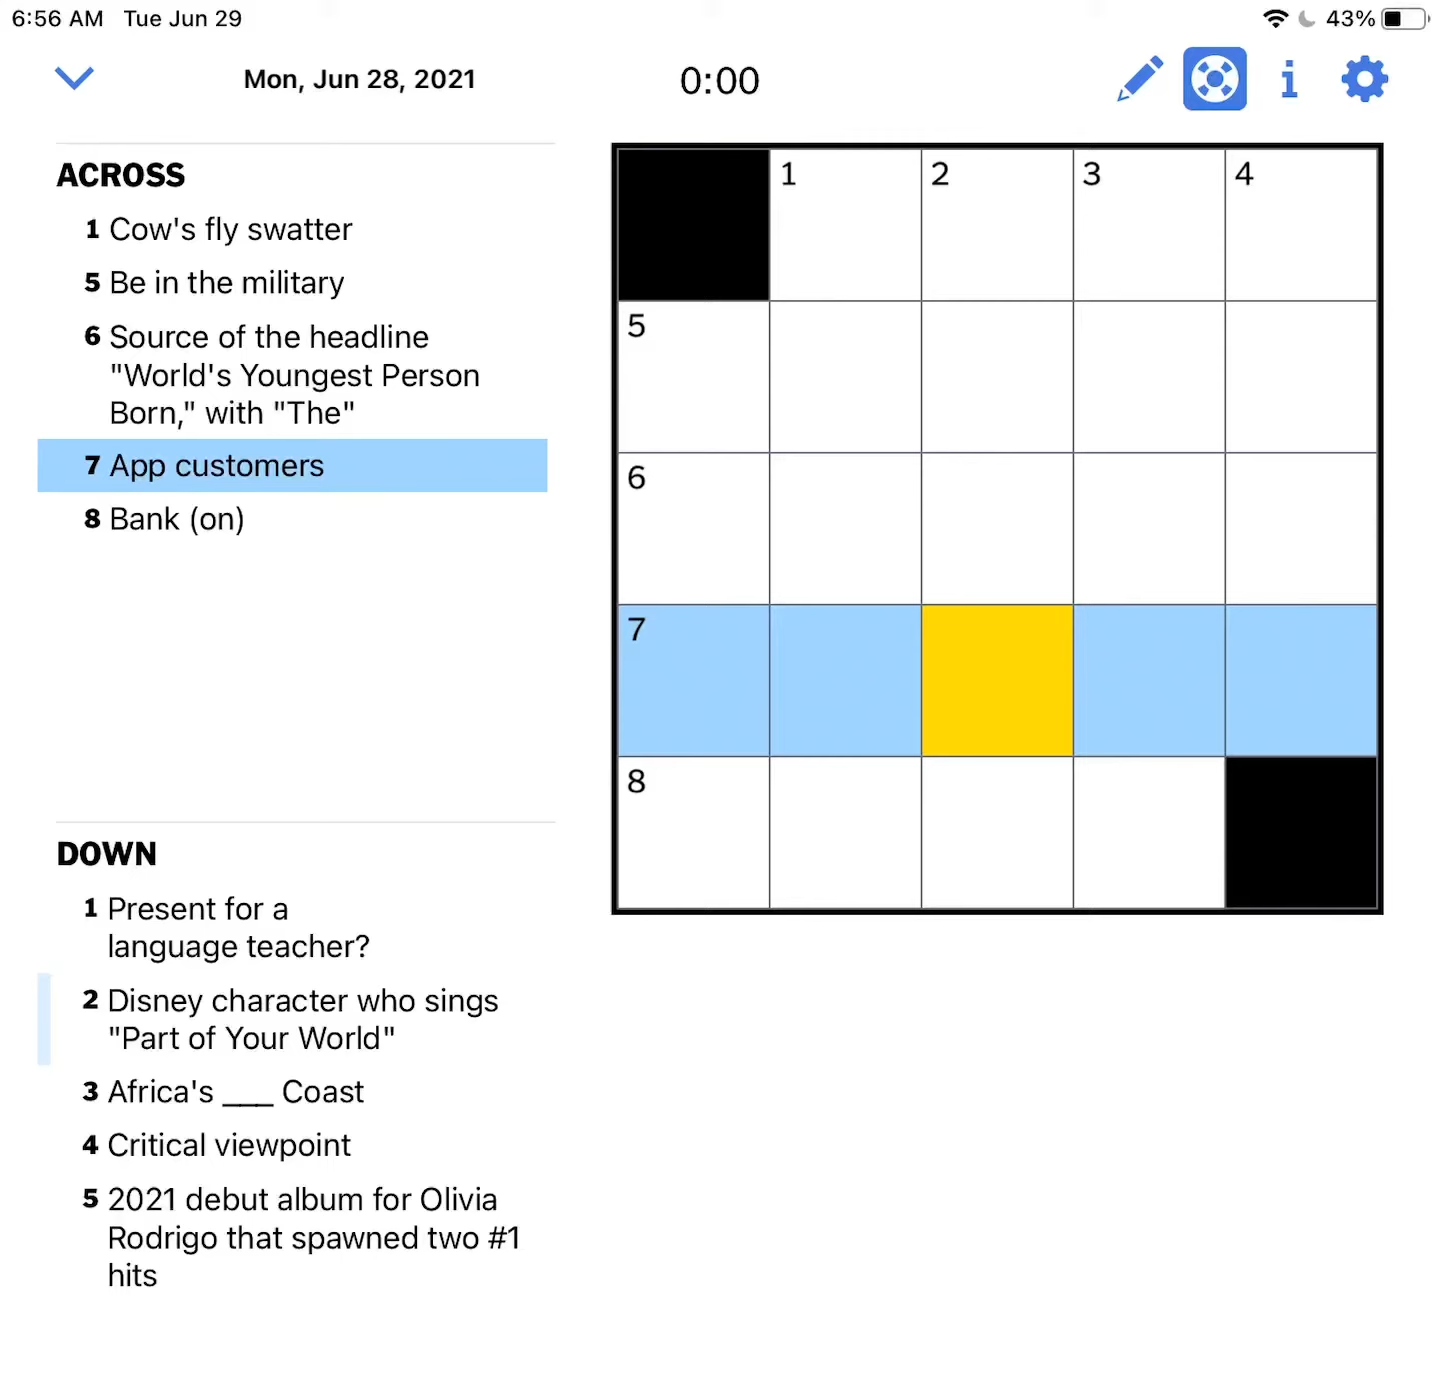 6:56 AM Tue Jun 29
43%
Mon, Jun 28, 2021
0:00
ACROSS
1 Cow's fly swatter
5 Be in the military
6 Source of the headline
"World's Youngest Person
Born," with "The"
7 App customers
8 Bank (on)
DOWN
1 Present for a
language teacher?
2 Disney character who sings
"Part of Your World"
3 Africa's ___ Coast
4 Critical viewpoint
5 2021 debut album for Olivia
Rodrigo that spawned two #1
hits
1 2 3 4
5
6
7
8